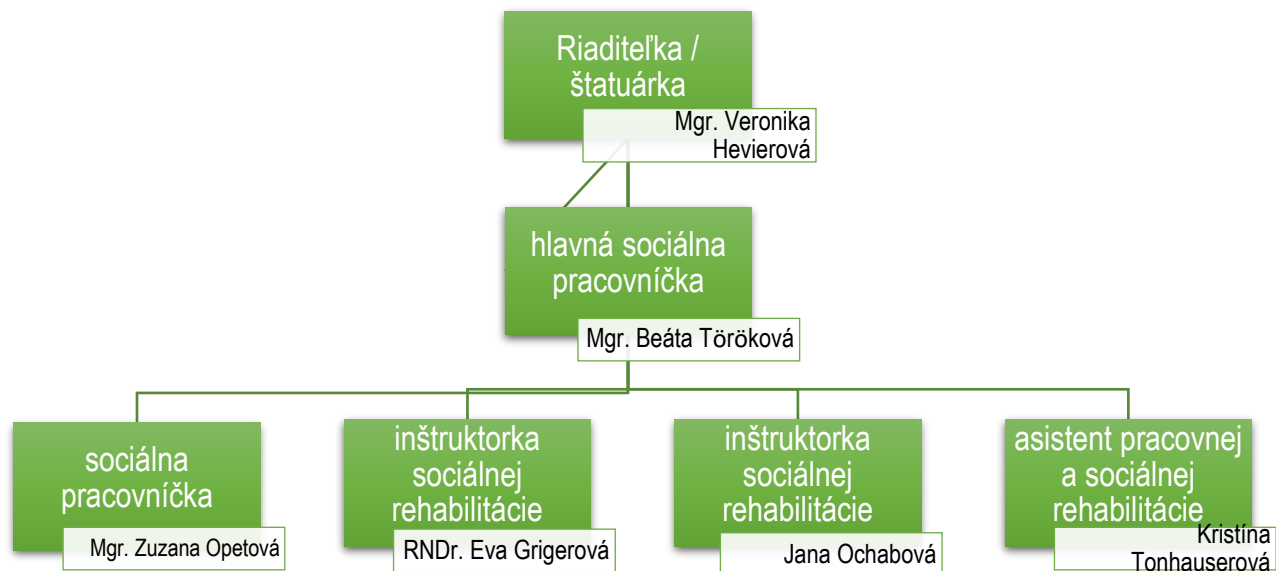 Riaditeľka /
štatuárka
Mgr. Veronika
Hevierová
hlavná sociálna
pracovníčka
Mgr. Beáta Töröková
sociálna
pracovníčka
Mgr. Zuzana Opetová
inštruktorka
sociálnej
rehabilitácie
RNDr. Eva Grigerová
inštruktorka
sociálnej
rehabilitácie
Jana Ochabová
asistent pracovnej
a sociálnej
rehabilitácie
Kristína
Tonhauserová